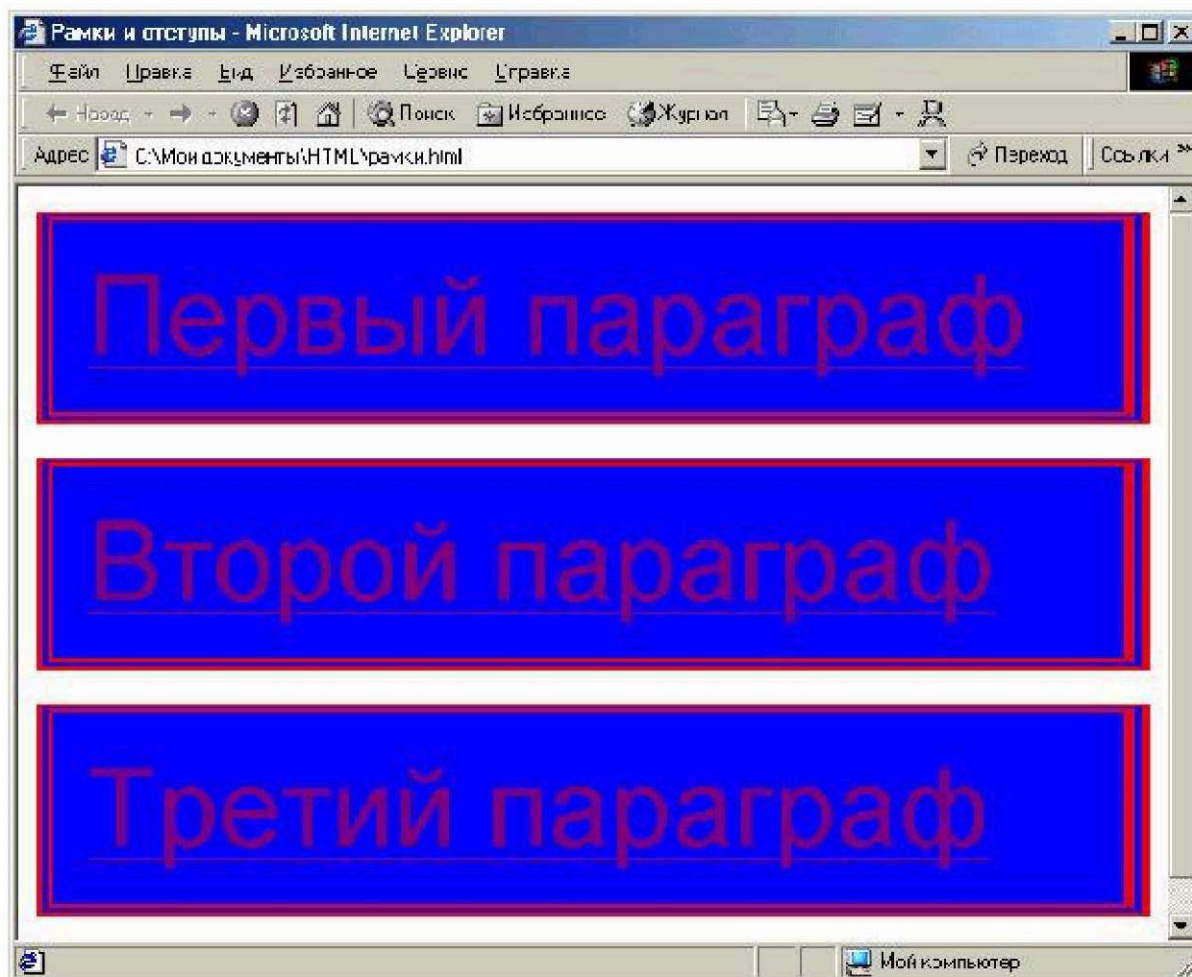 Рамки и отступы - Microsoft Internet Explorer
Файл Правка Вид Избранное Сервис Справка
Назад Поиск Избранное Журнал
Адрес C:\Мои документы\HTML\рамки.html Переход Ссылки »
Первый параграф
Второй параграф
Третий параграф
Мой компьютер